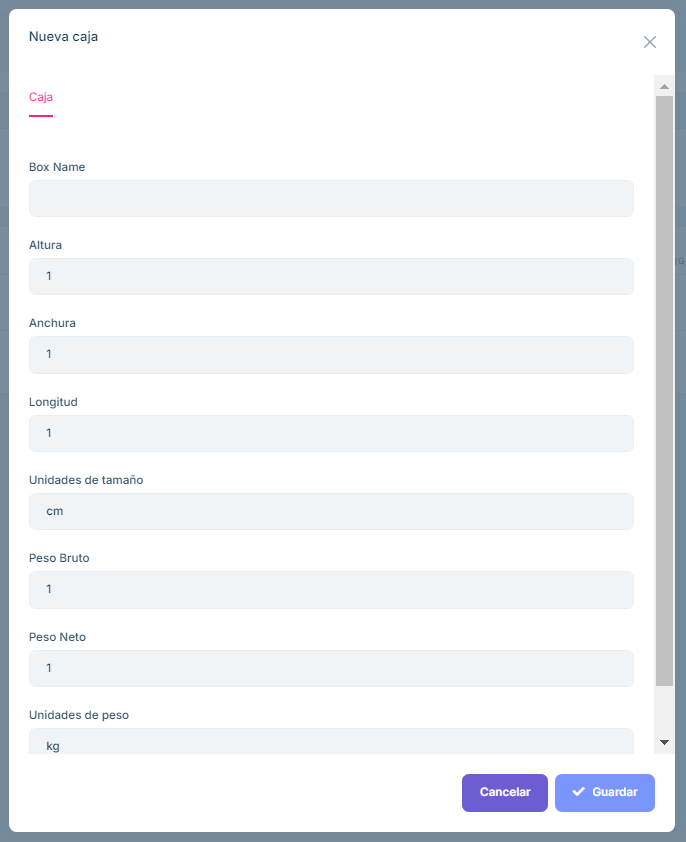 Nueva caja
Caja
Box Name
Altura
1
Anchura
1
Longitud
1
Unidades de tamaño
cm
Peso Bruto
1
Peso Neto
1
Unidades de peso
kg
Cancelar
Guardar